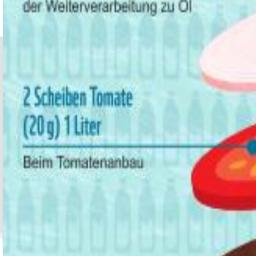 der Weiterverarbeitung zu Öl
2 Scheiben Tomate
(20 g) 1 Liter
Beim Tomatenanbau